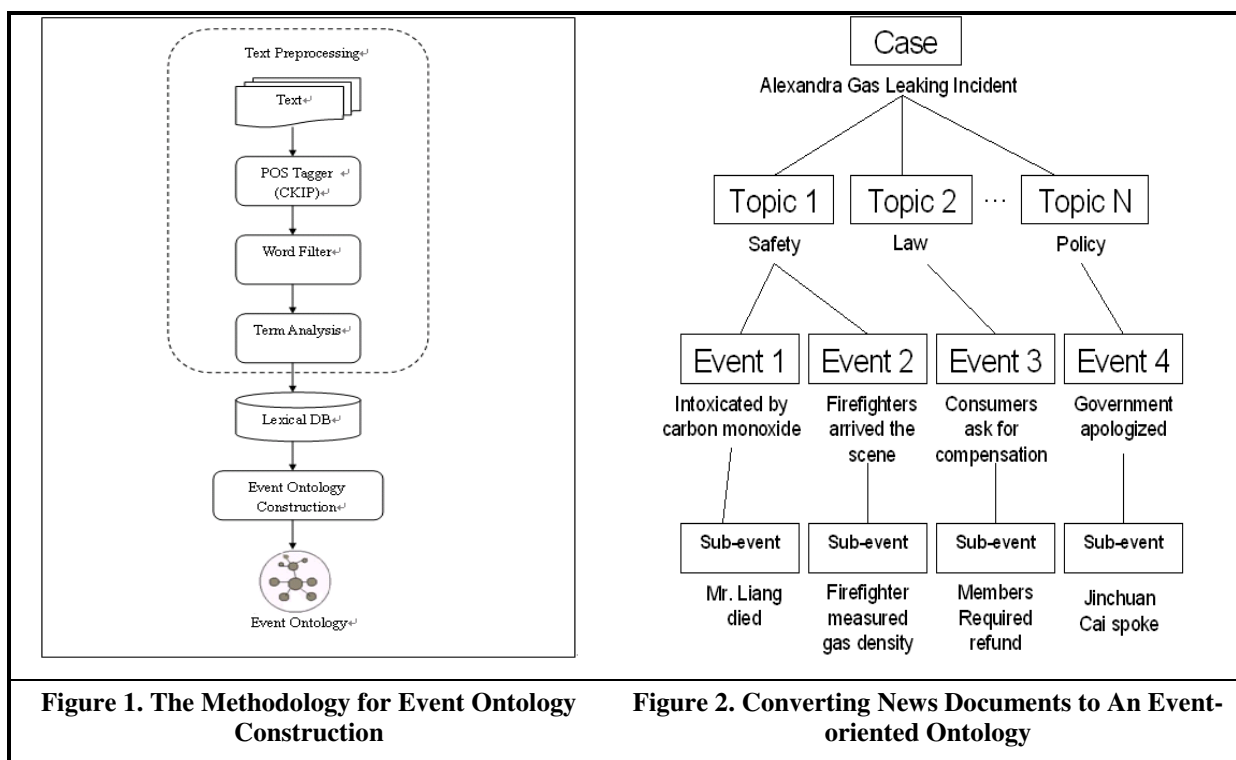 Text Preprocessing↵
Text↵
POS Tagger ↵
(CKIP)↵
Word Filter↵
Term Analysis↵
Lexical DB↵
Event Ontology
Construction↵
Event Ontology↵
Case
Alexandra Gas Leaking Incident
Topic 1
Topic 2
...
Topic N
Safety
Law
Policy
Event 1
Event 2
Event 3
Event 4
Intoxicated by
carbon monoxide
Firefighters
arrived the
scene
Consumers
ask for
compensation
Government
apologized
Sub-event
Sub-event
Sub-event
Sub-event
Mr. Liang
died
Firefighter
measured
gas density
Members
Required
refund
Jinchuan
Cai spoke
Figure 1. The Methodology for Event Ontology
Construction
Figure 2. Converting News Documents to An Event-
oriented Ontology